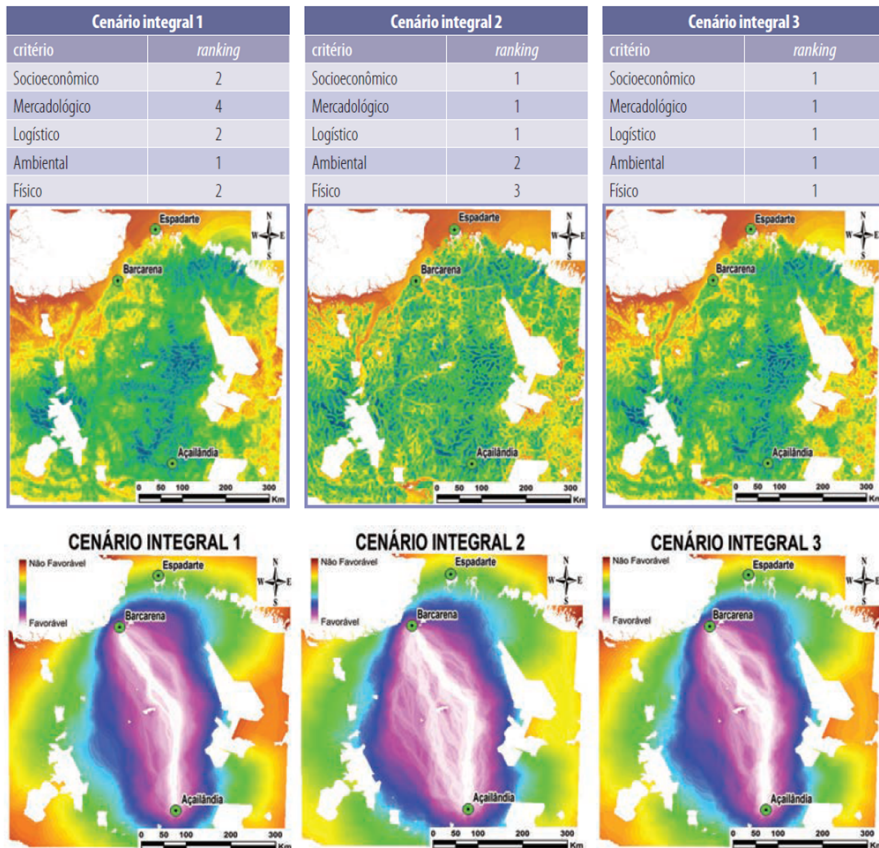 Cenário integral 1
critério ranking
Socioeconômico 2
Mercadológico 4
Logístico 2
Ambiental 1
Físico 2
Cenário integral 2
critério ranking
Socioeconômico 1
Mercadológico 1
Logístico 1
Ambiental 2
Físico 3
Cenário integral 3
critério ranking
Socioeconômico 1
Mercadológico 1
Logístico 1
Ambiental 1
Físico 1
Espadarte
N
W E
S
Barcarena
Açailândia
0 50 100 200 300
Km
Espadarte
N
W E
S
Barcarena
Açailândia
0 50 100 200 300
Km
Espadarte
N
W E
S
Barcarena
Açailândia
0 50 100 200 300
Km
CENÁRIO INTEGRAL 1
Não Favorável
Favorável
Espadarte
N
W E
S
Barcarena
Açailândia
0 50 100 200 300
Km
CENÁRIO INTEGRAL 2
Não Favorável
Favorável
Espadarte
N
W E
S
Barcarena
Açailândia
0 50 100 200 300
Km
CENÁRIO INTEGRAL 3
Não Favorável
Favorável
Espadarte
N
W E
S
Barcarena
Açailândia
0 50 100 200 300
Km